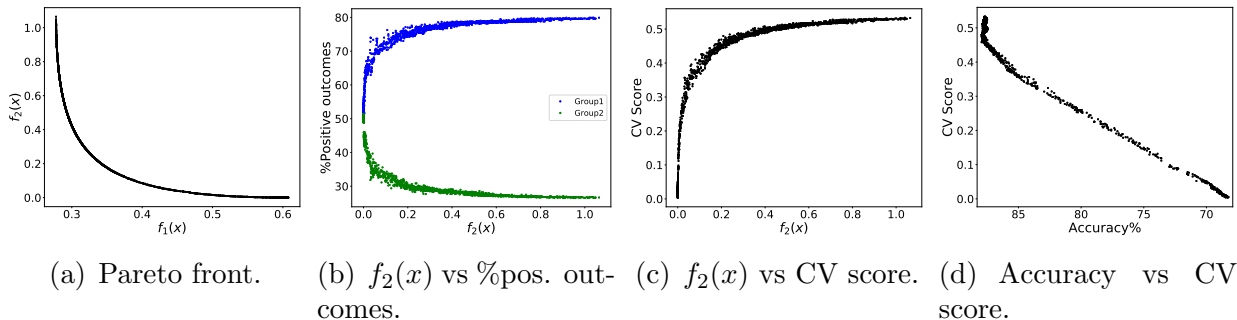 1.0
0.8
0.6
0.4
0.2
0.0
f₂(x)
0.3 0.4 0.5 0.6
f₁(x)
80
70
60
50
40
30
%Positive outcomes
Group1
Group2
0.0 0.2 0.4 0.6 0.8 1.0
f₂(x)
0.5
0.4
0.3
0.2
0.1
0.0
CV Score
0.0 0.2 0.4 0.6 0.8 1.0
f₂(x)
0.5
0.4
0.3
0.2
0.1
0.0
CV Score
85 80 75 70
Accuracy%
(a) Pareto front.
(b) f₂(x) vs %pos. out-
comes.
(c) f₂(x) vs CV score.
(d) Accuracy vs CV
score.